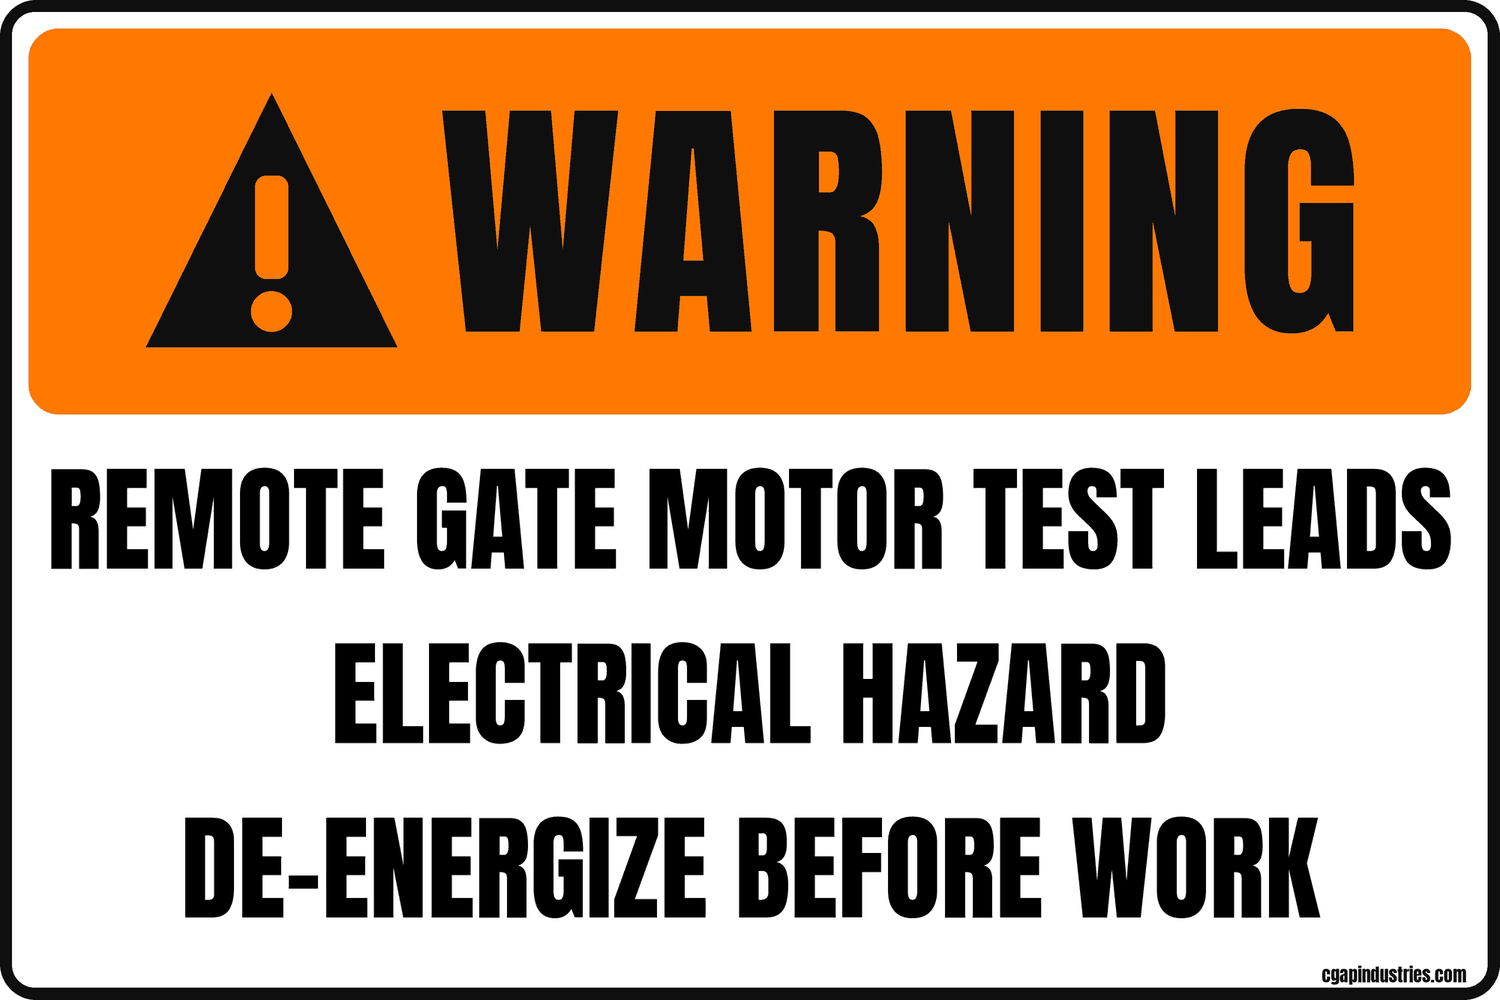 WARNING
REMOTE GATE MOTOR TEST LEADS
ELECTRICAL HAZARD
DE-ENERGIZE BEFORE WORK
cgapindustries.com